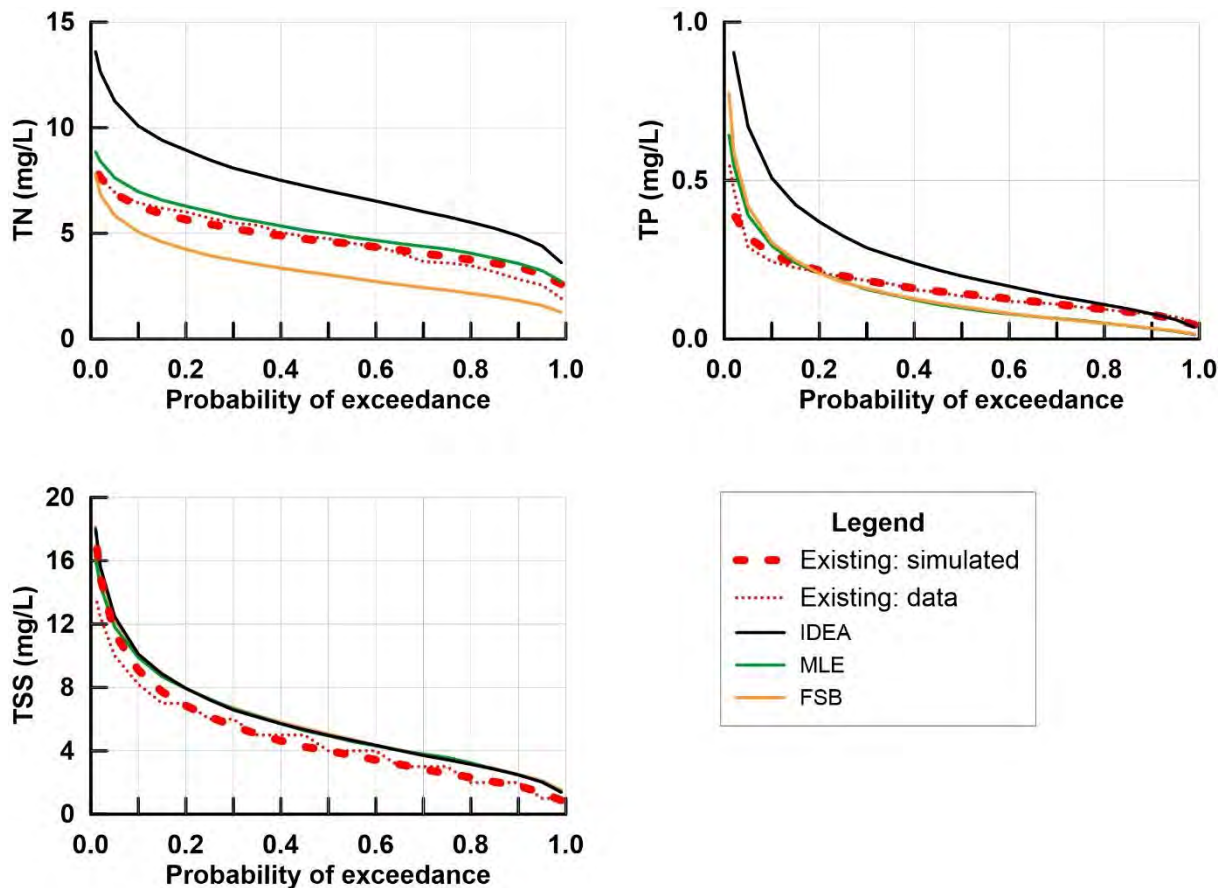 TN (mg/L)
15
10
5
0
0.0 0.2 0.4 0.6 0.8 1.0
Probability of exceedance
TP (mg/L)
1.0
0.5
0.0
0.0 0.2 0.4 0.6 0.8 1.0
Probability of exceedance
TSS (mg/L)
20
16
12
8
4
0
0.0 0.2 0.4 0.6 0.8 1.0
Probability of exceedance
Legend
Existing: simulated
Existing: data
IDEA
MLE
FSB